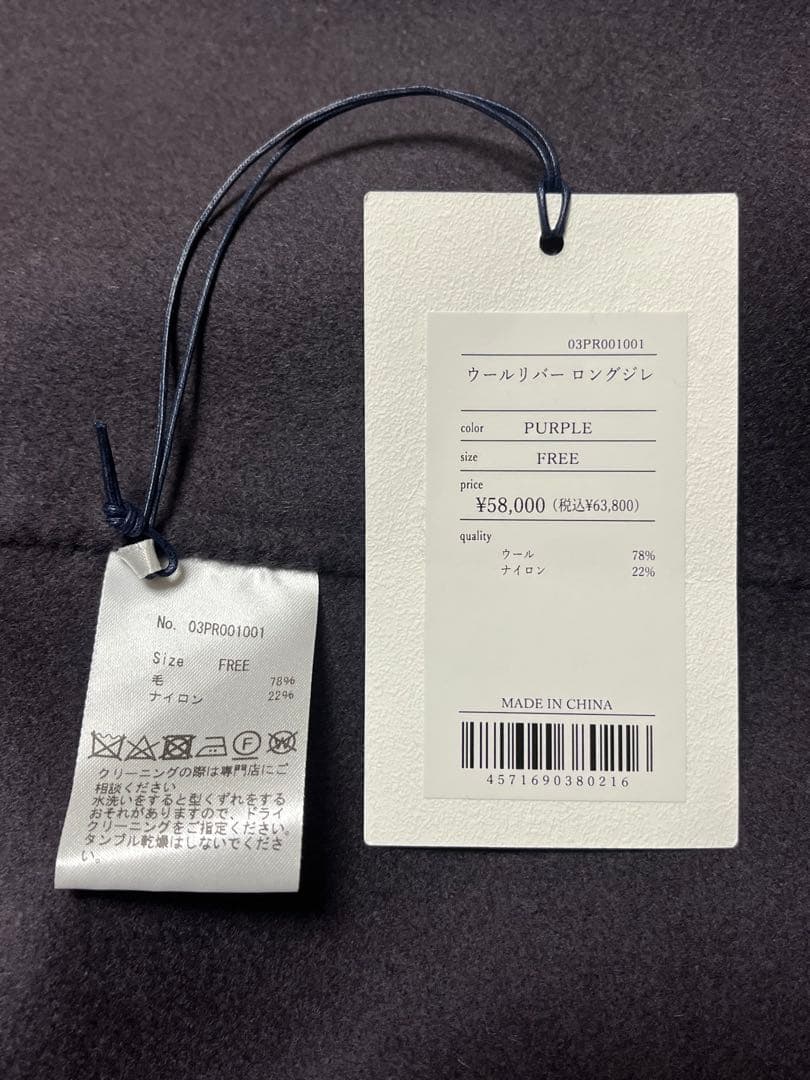 03PR001001
ウールリバー ロングジレ
color PURPLE
size FREE
price
¥58,000 (税込¥63,800)
quality
ウール 78%
ナイロン 22%
MADE IN CHINA
4571690380216
No. 03PR001001
Size FREE
毛 78%
ナイロン 22%
F W
クリーニングの際は専門店にご
相談ください
水洗いをすると型くずれをする
おそれがありますので、ドライ
クリーニングをご指定ください。
タンブル乾燥はしないでくださ
い。